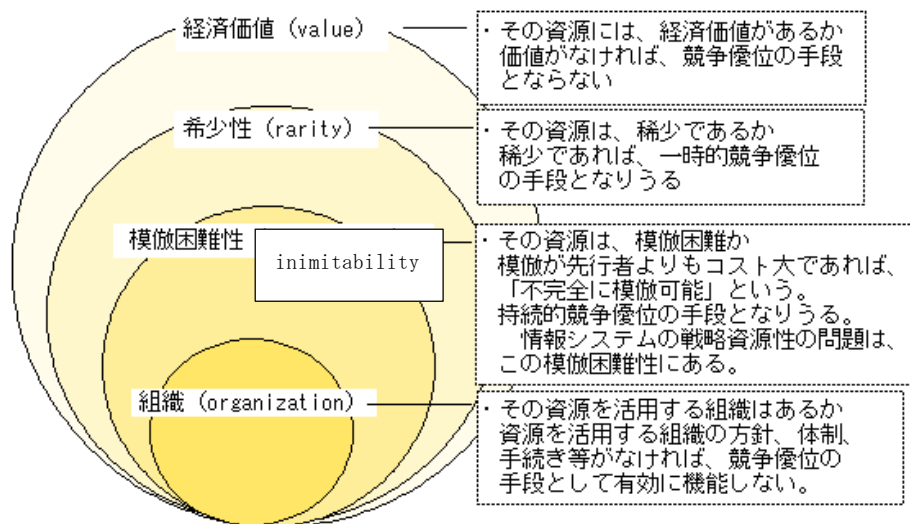 経済価値 (value)
・その資源には、経済価値があるか
価値がなければ、競争優位の手段
とならない
希少性 (rarity)
・その資源は、稀少であるか
稀少であれば、一時的競争優位
の手段となりうる
模倣困難性
inimitability
・その資源は、模倣困難か
模倣が先行者よりもコスト大であれば、
「不完全に模倣可能」という。
持続的競争優位の手段となりうる。
情報システムの戦略資源性の問題は、
この模倣困難性にある。
組織 (organization)
・その資源を活用する組織はあるか
資源を活用する組織の方針、体制、
手続き等がなければ、競争優位の
手段として有効に機能しない。